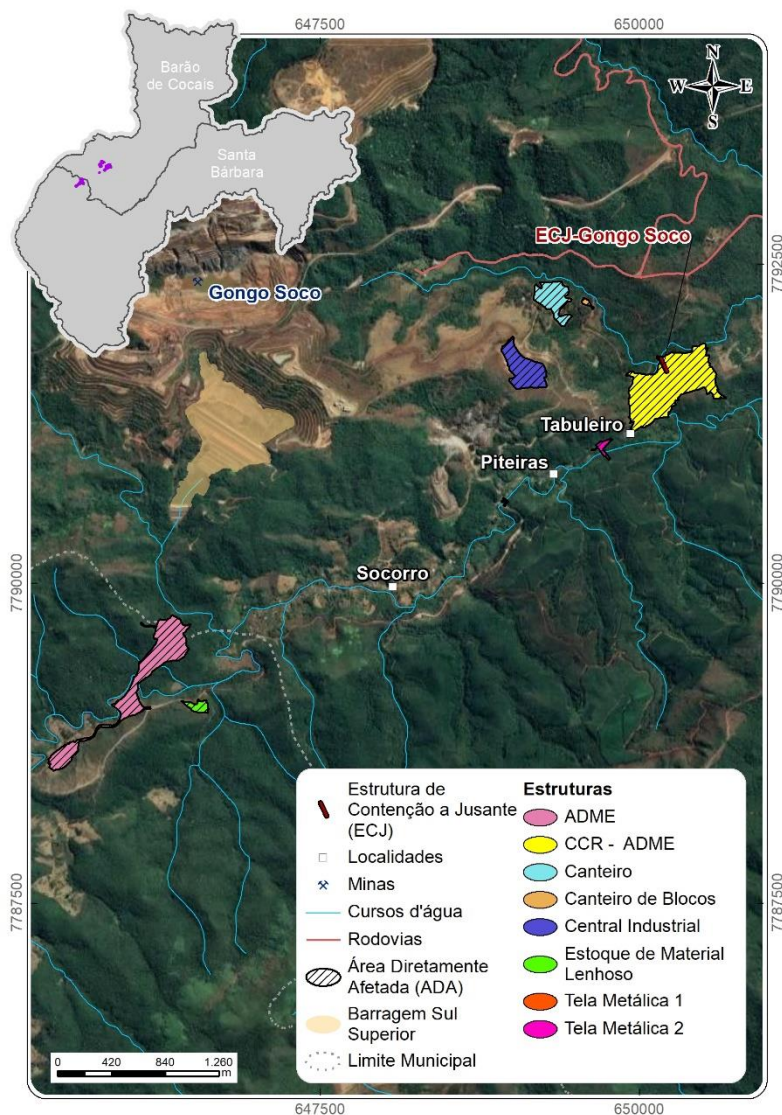 647500
650000
Barão
de Cocais
Santa
Bárbara
N
W
E
S
ECJ-Gongo Soco
7792500
Gongo Soco
Tabuleiro
Piteiras
Socorro
7790000
7790000
7787500
7787500
Estrutura de
Contenção a Jusante
(ECJ)
Localidades
Minas
Cursos d'água
Rodovias
Área Diretamente
Afetada (ADA)
Barragem Sul
Superior
Limite Municipal
Estruturas
ADME
CCR - ADME
Canteiro
Canteiro de Blocos
Central Industrial
Estoque de Material
Lenhoso
Tela Metálica 1
Tela Metálica 2
0 420 840 1.260
m
647500
650000